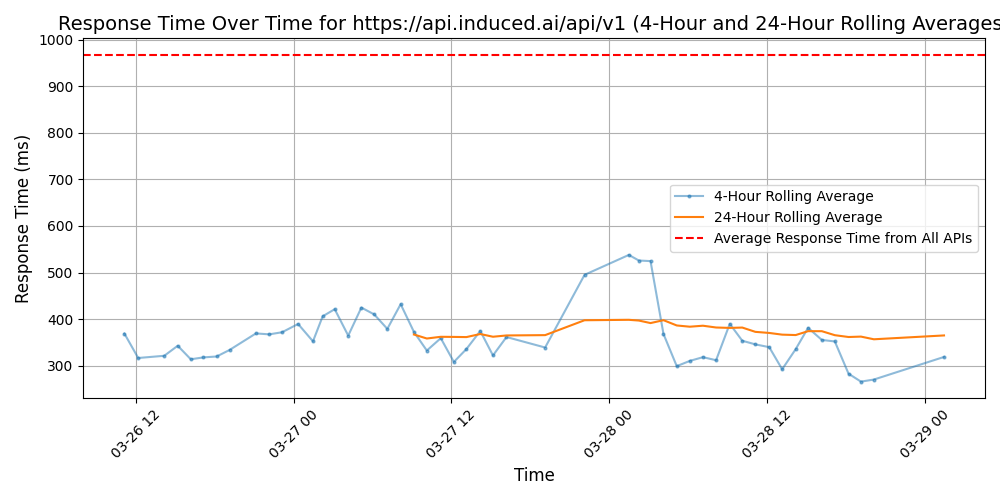 Response Time Over Time for https://api.induced.ai/api/v1 (4-Hour and 24-Hour Rolling Averages
1000
900
800
700
600
500
400
300
Response Time (ms)
4-Hour Rolling Average
24-Hour Rolling Average
Average Response Time from All APIs
03-26 12
03-27 00
03-27 12
03-28 00
03-28 12
03-29 00
Time